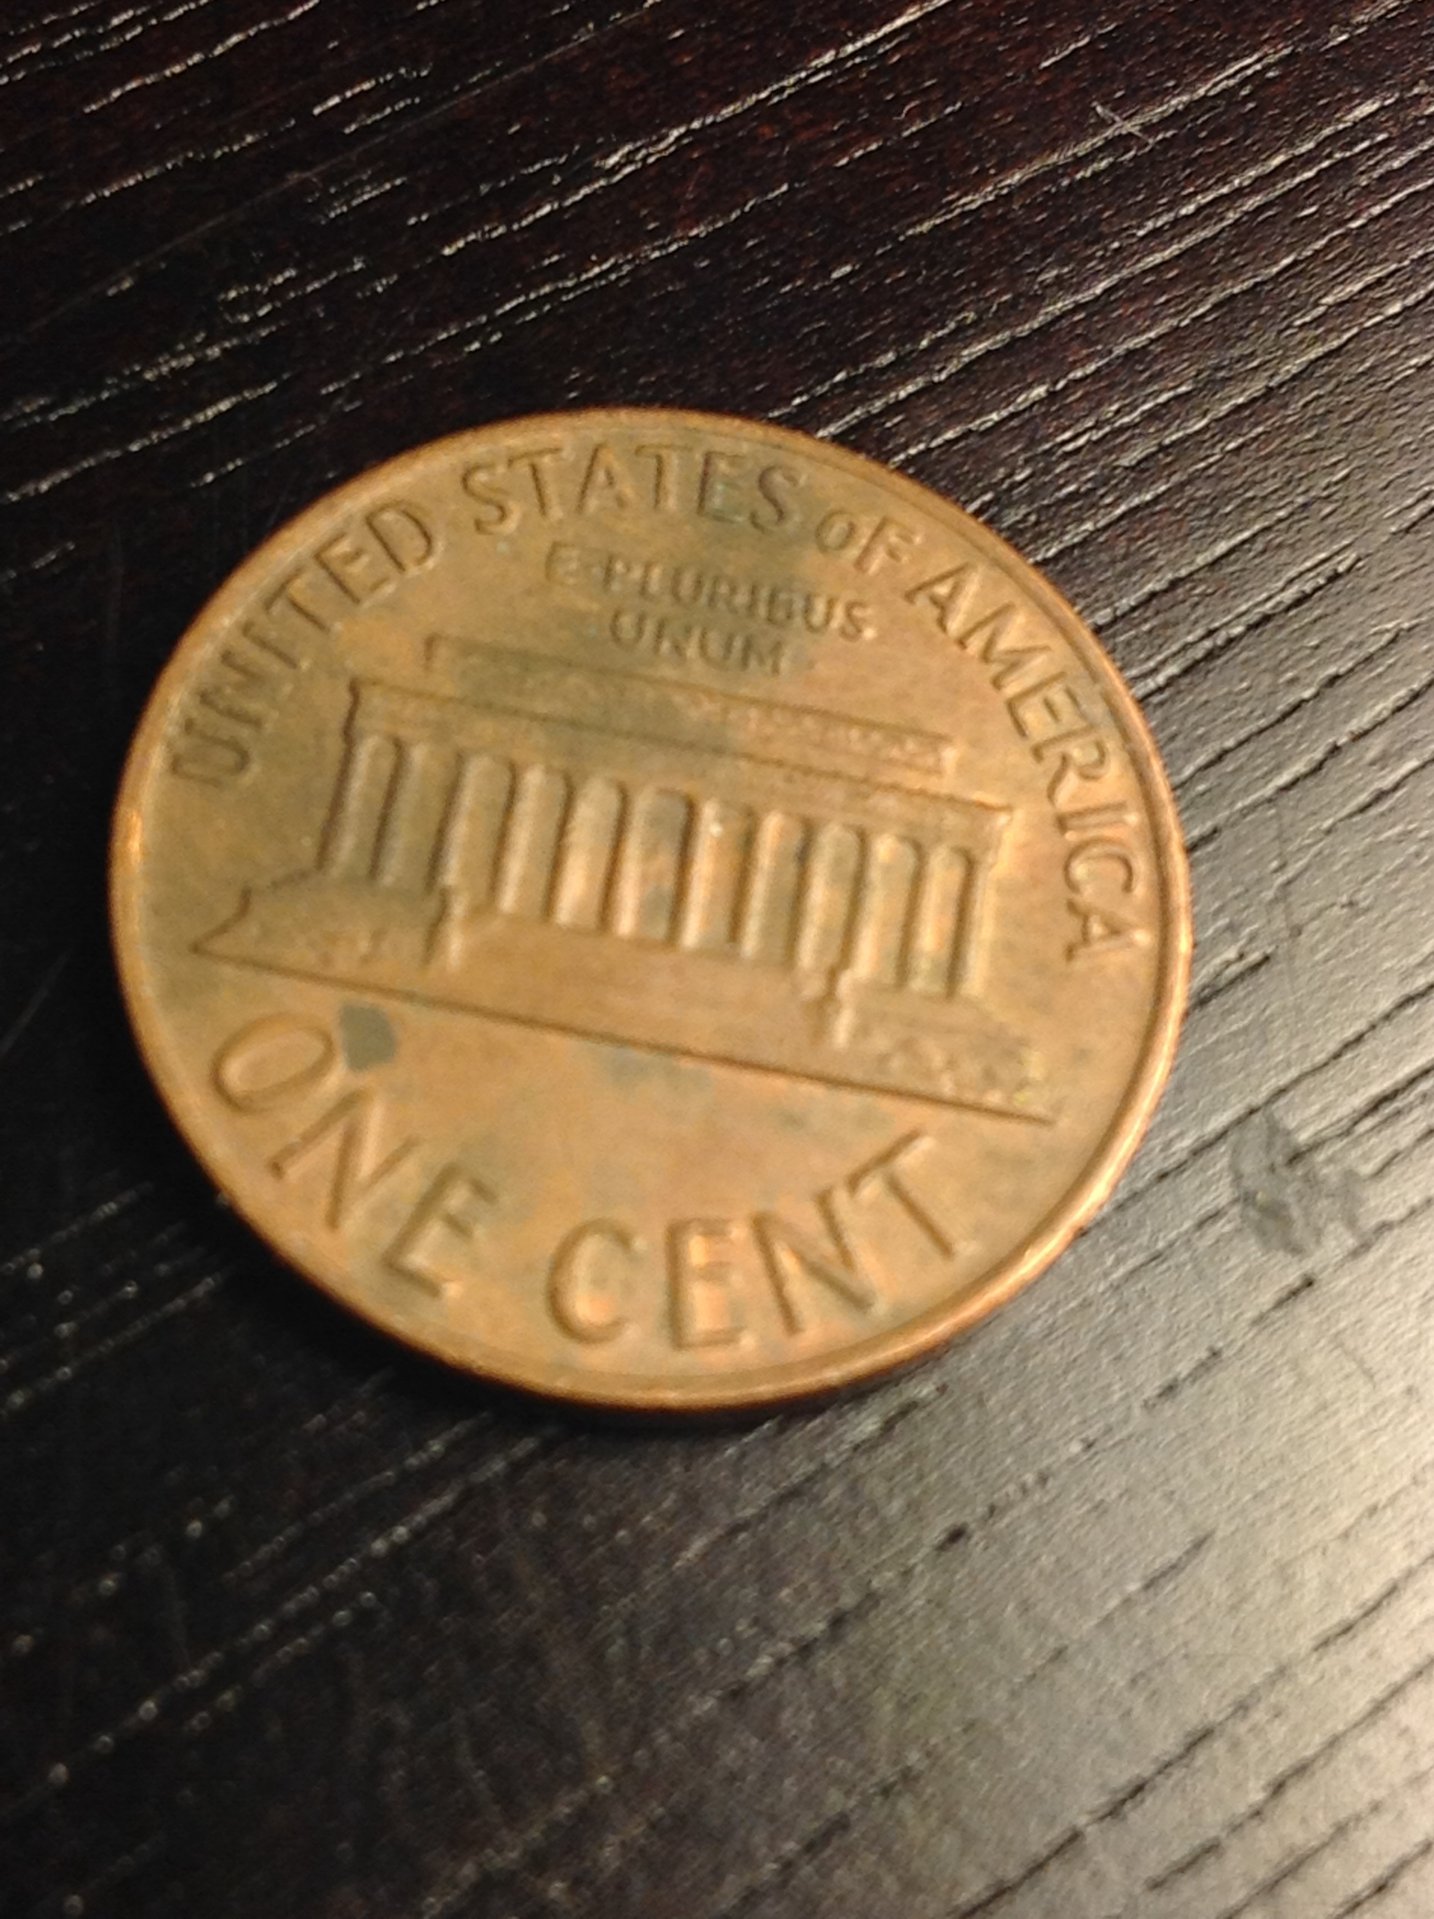 UNITED STATES oF AMERICA
E·PLURIBUS
UNUM
ONE CENT